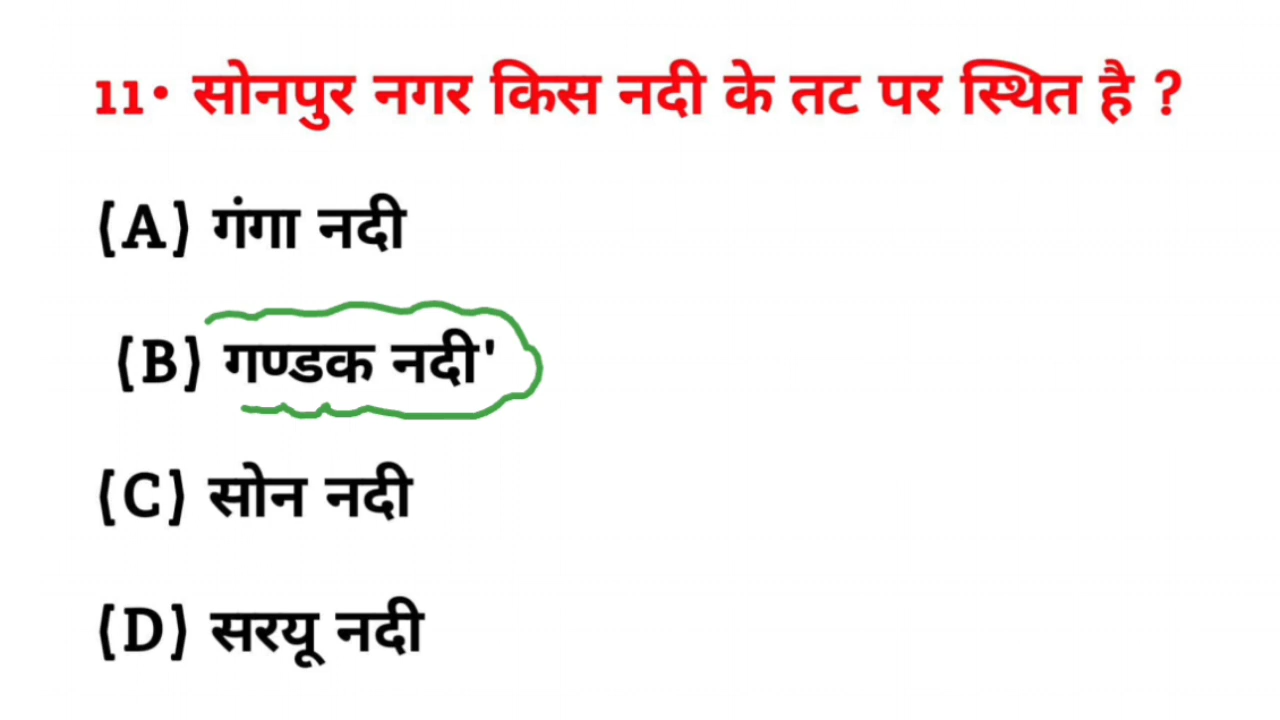 11• सोनपुर नगर किस नदी के तट पर स्थित है ?
(A) गंगा नदी
(B) गण्डक नदी'
(C) सोन नदी
(D) सरयू नदी